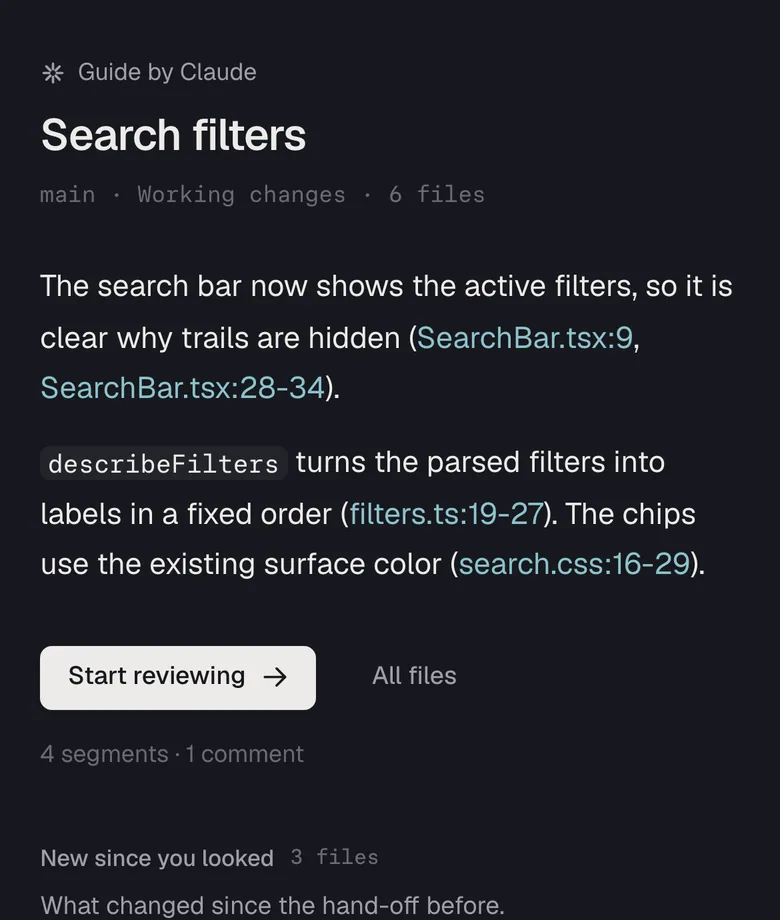 Guide by Claude
Search filters
main · Working changes · 6 files
The search bar now shows the active filters, so it is
clear why trails are hidden (SearchBar.tsx:9,
SearchBar.tsx:28-34).
describeFilters turns the parsed filters into
labels in a fixed order (filters.ts:19-27). The chips
use the existing surface color (search.css:16-29).
Start reviewing → All files
4 segments · 1 comment
New since you looked 3 files
What changed since the hand-off before.